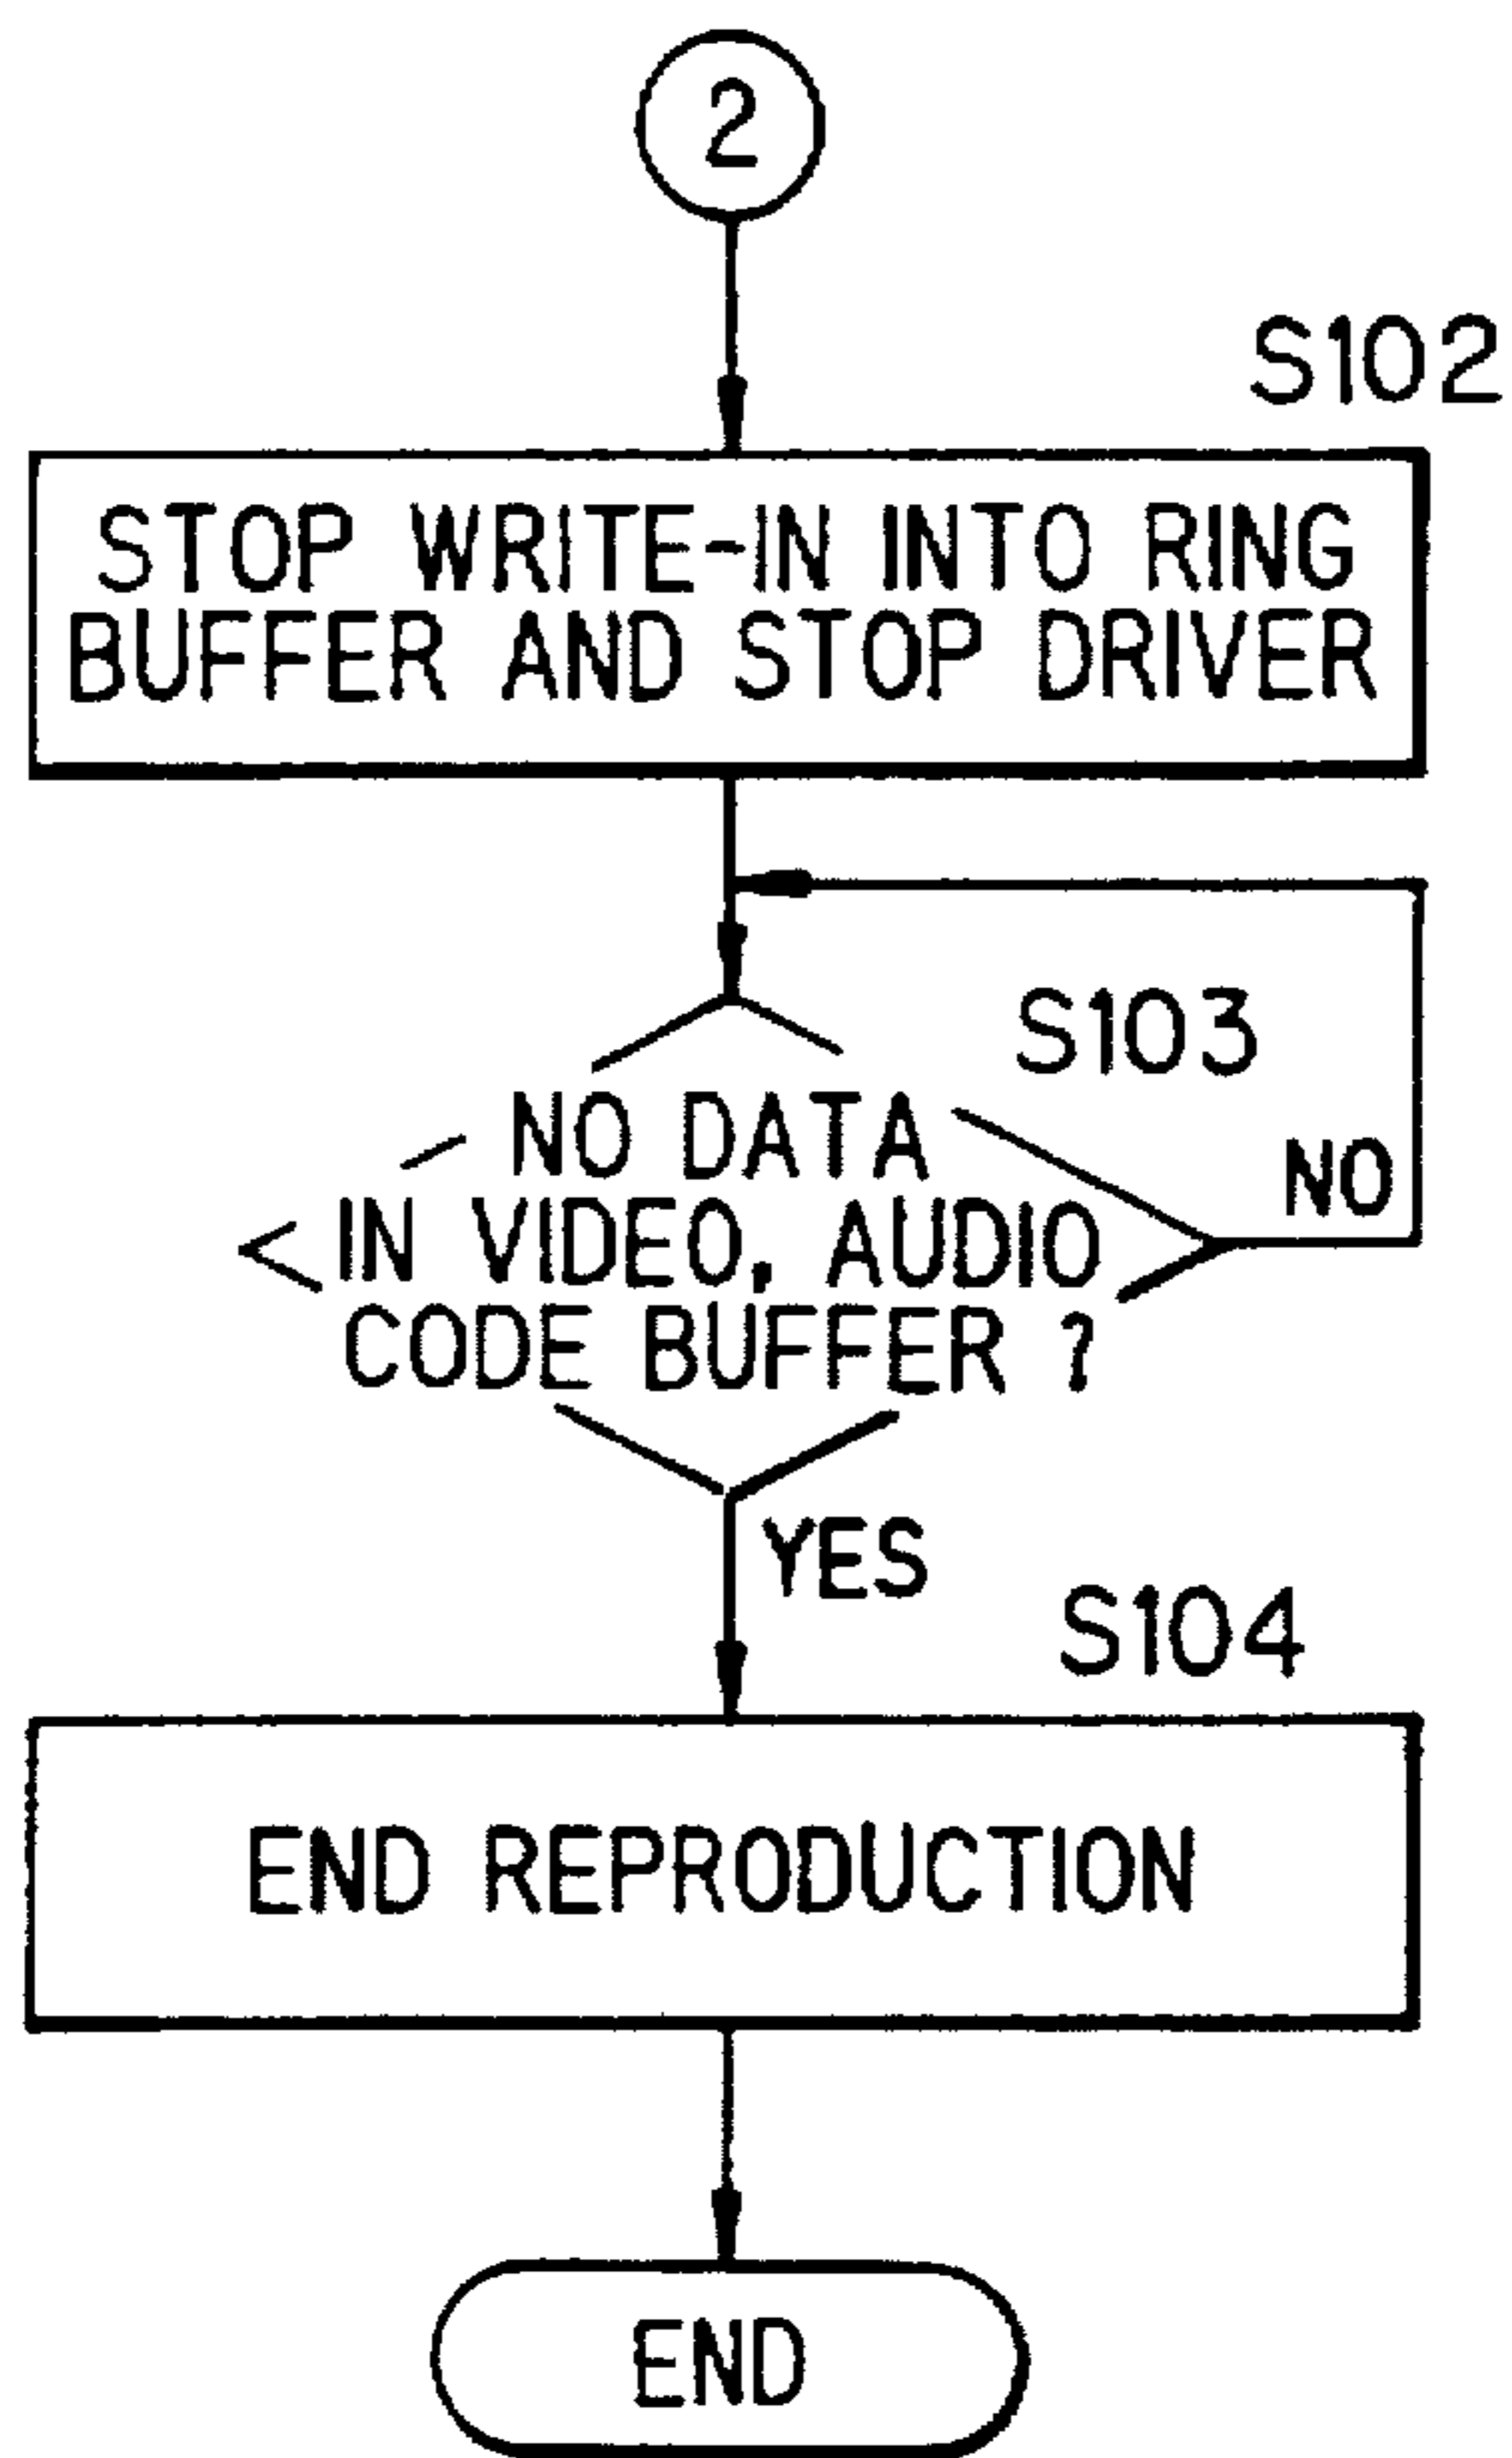 2
S102
STOP WRITE-IN INTO RING
BUFFER AND STOP DRIVER
S103
NO DATA
IN VIDEO, AUDIO
CODE BUFFER ?
NO
YES
S104
END REPRODUCTION
END